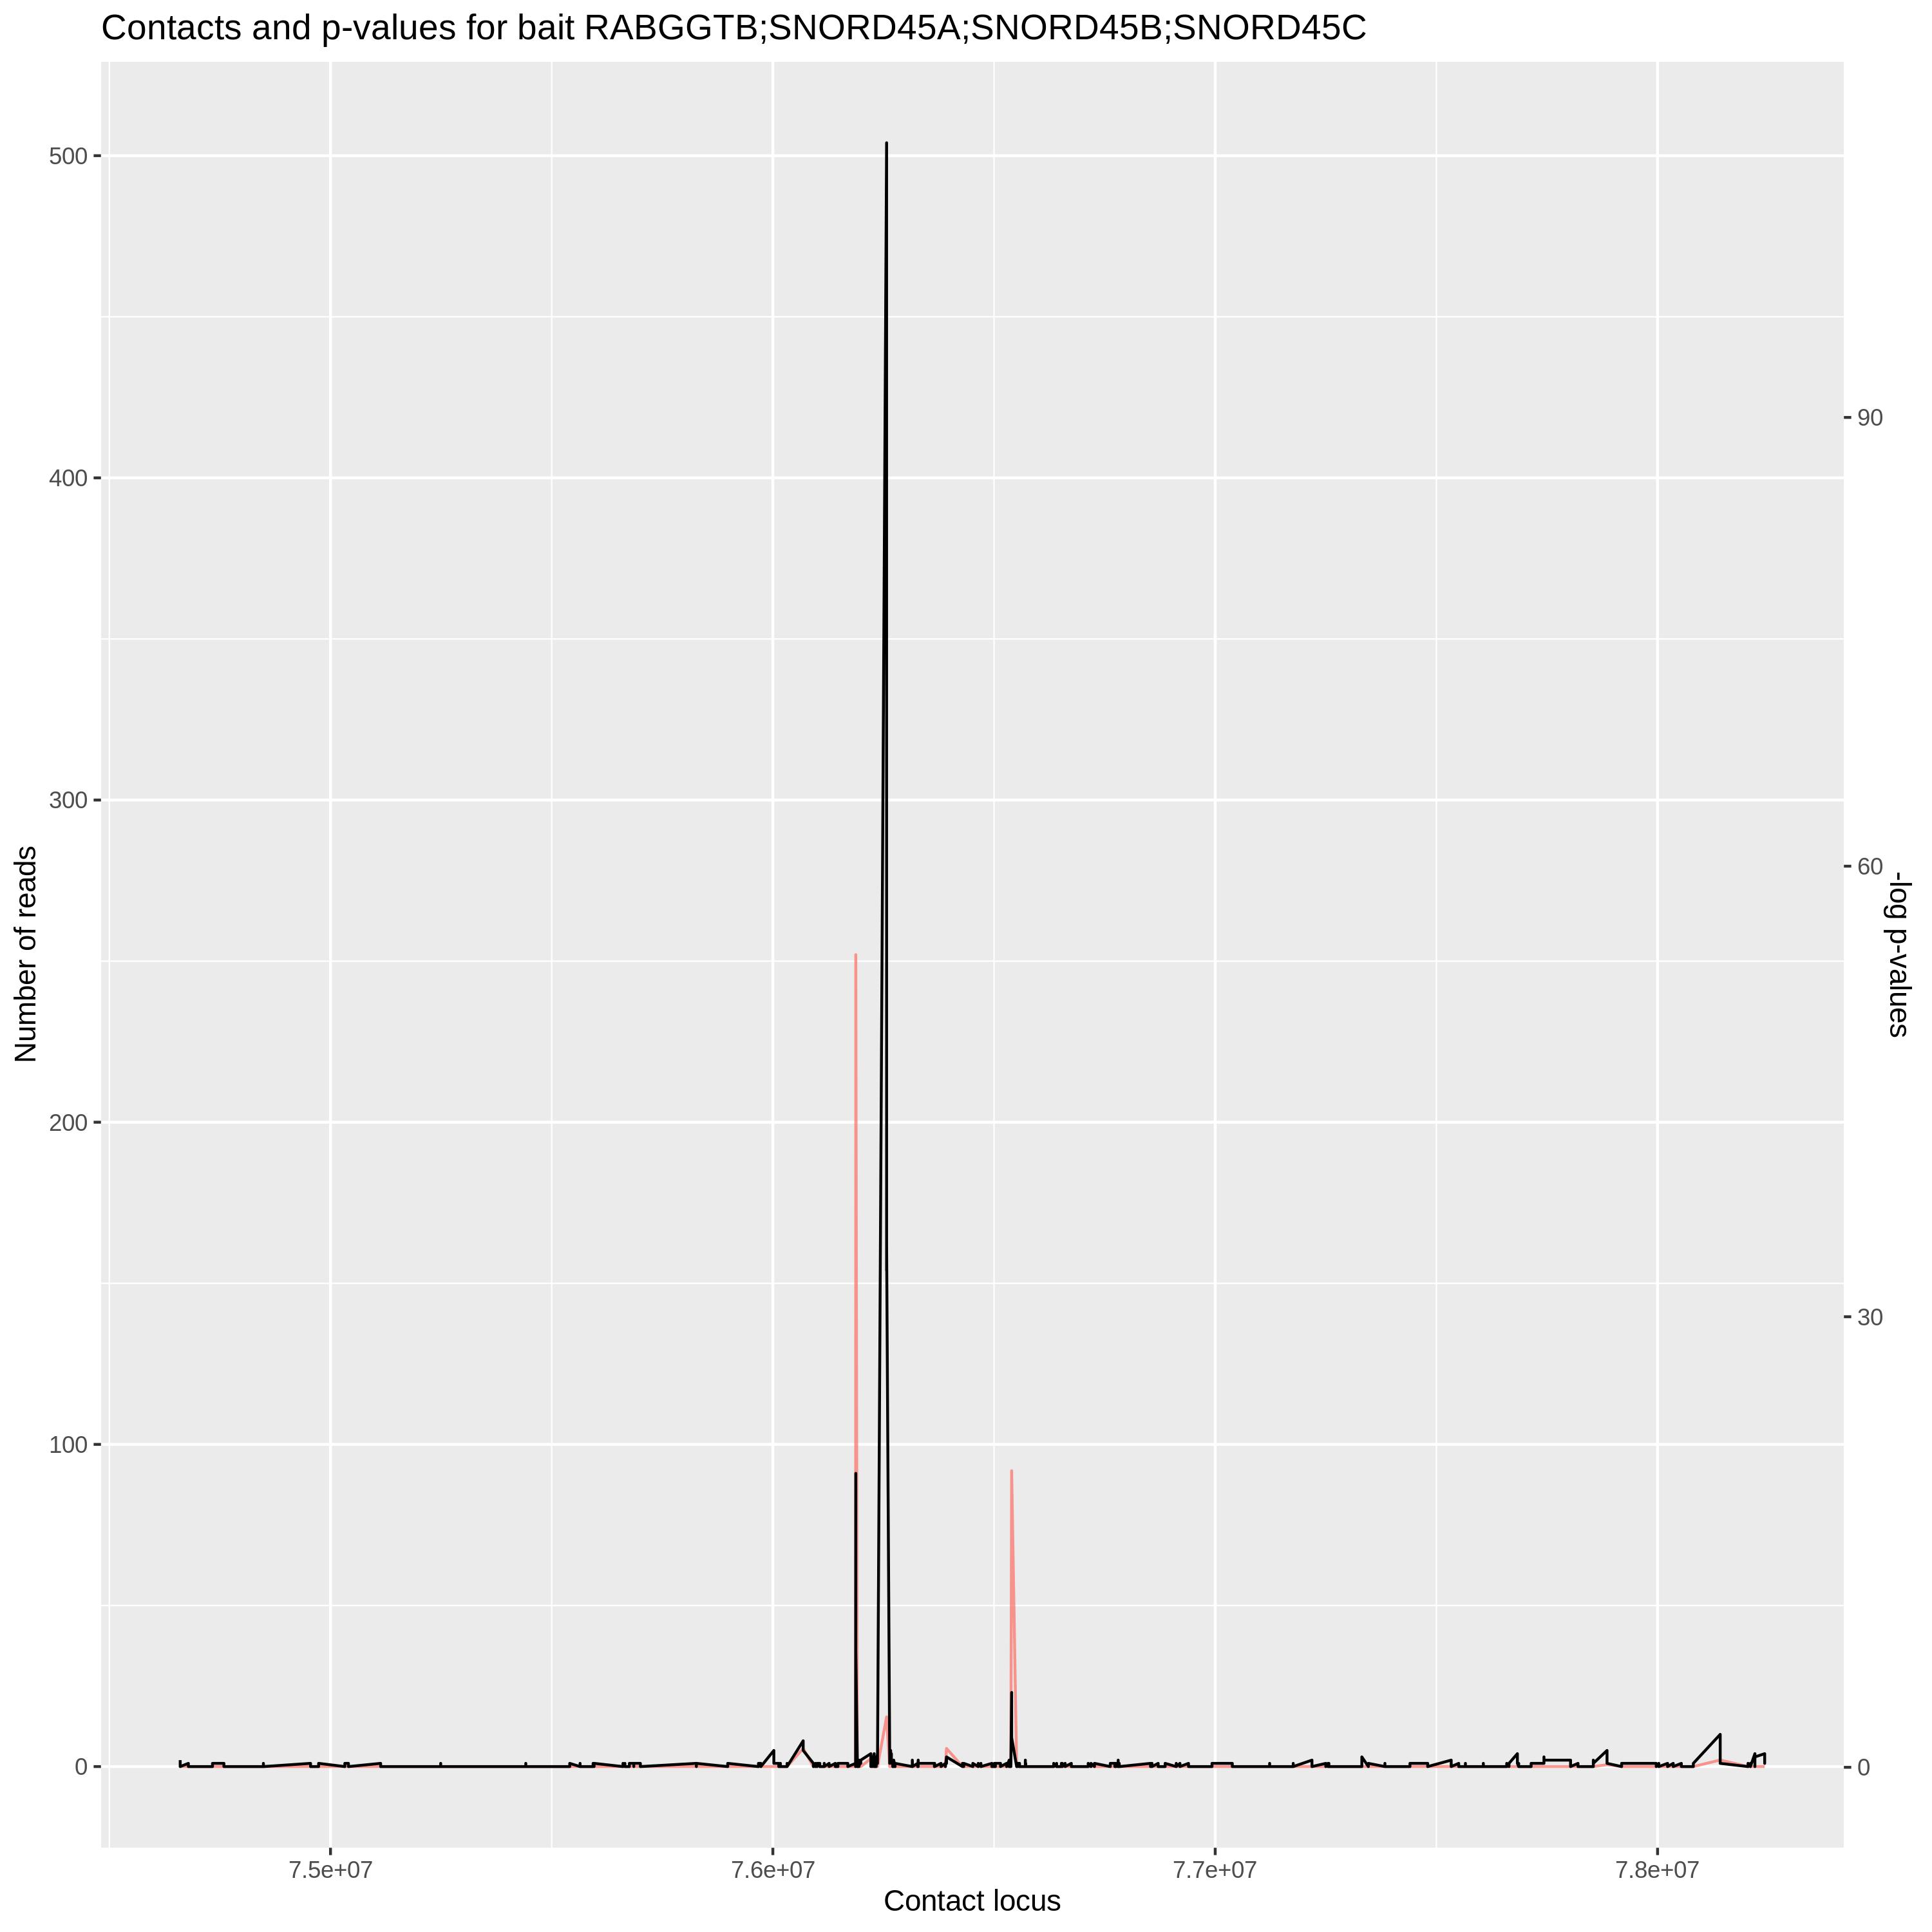 Contacts and p-values for bait RABGGTB;SNORD45A;SNORD45B;SNORD45C
500
400
300
200
100
0
Number of reads
90
60
30
0
-log p-values
7.5e+07
7.6e+07
7.7e+07
7.8e+07
Contact locus